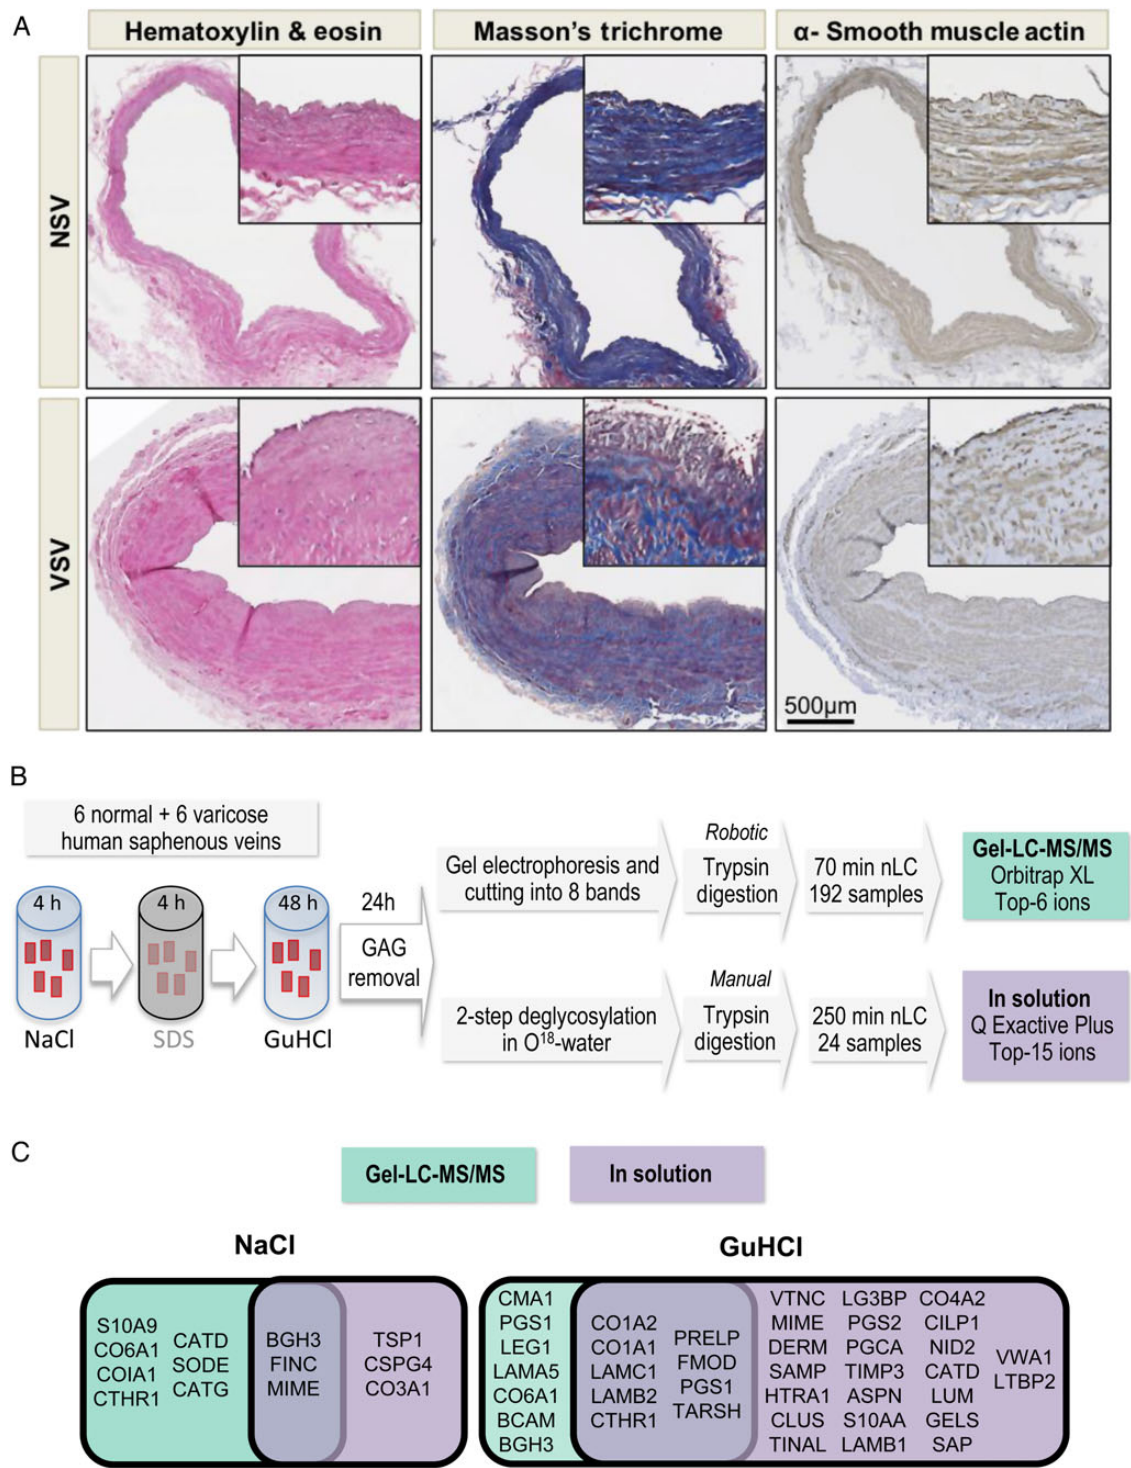 A
Hematoxylin & eosin
Masson's trichrome
α- Smooth muscle actin
NSV
VSV
500μm
B
6 normal + 6 varicose
human saphenous veins
4 h
4 h
48 h
NaCl
SDS
GuHCl
24h
GAG
removal
Gel electrophoresis and
cutting into 8 bands
Robotic
Trypsin
digestion
70 min nLC
192 samples
Gel-LC-MS/MS
Orbitrap XL
Top-6 ions
2-step deglycosylation
in O18-water
Manual
Trypsin
digestion
250 min nLC
24 samples
In solution
Q Exactive Plus
Top-15 ions
C
Gel-LC-MS/MS
In solution
NaCl
S10A9
CO6A1
COIA1
CTHR1
CATD
SODE
CATG
BGH3
FINC
MIME
TSP1
CSPG4
CO3A1
GuHCl
CMA1
PGS1
LEG1
LAMA5
CO6A1
BCAM
BGH3
CO1A2
CO1A1
LAMC1
LAMB2
CTHR1
PRELP
FMOD
PGS1
TARSH
VTNC
MIME
DERM
SAMP
HTRA1
CLUS
TINAL
LG3BP
PGS2
PGCA
TIMP3
ASPN
S10AA
LAMB1
CO4A2
CILP1
NID2
CATD
LUM
GELS
SAP
VWA1
LTBP2